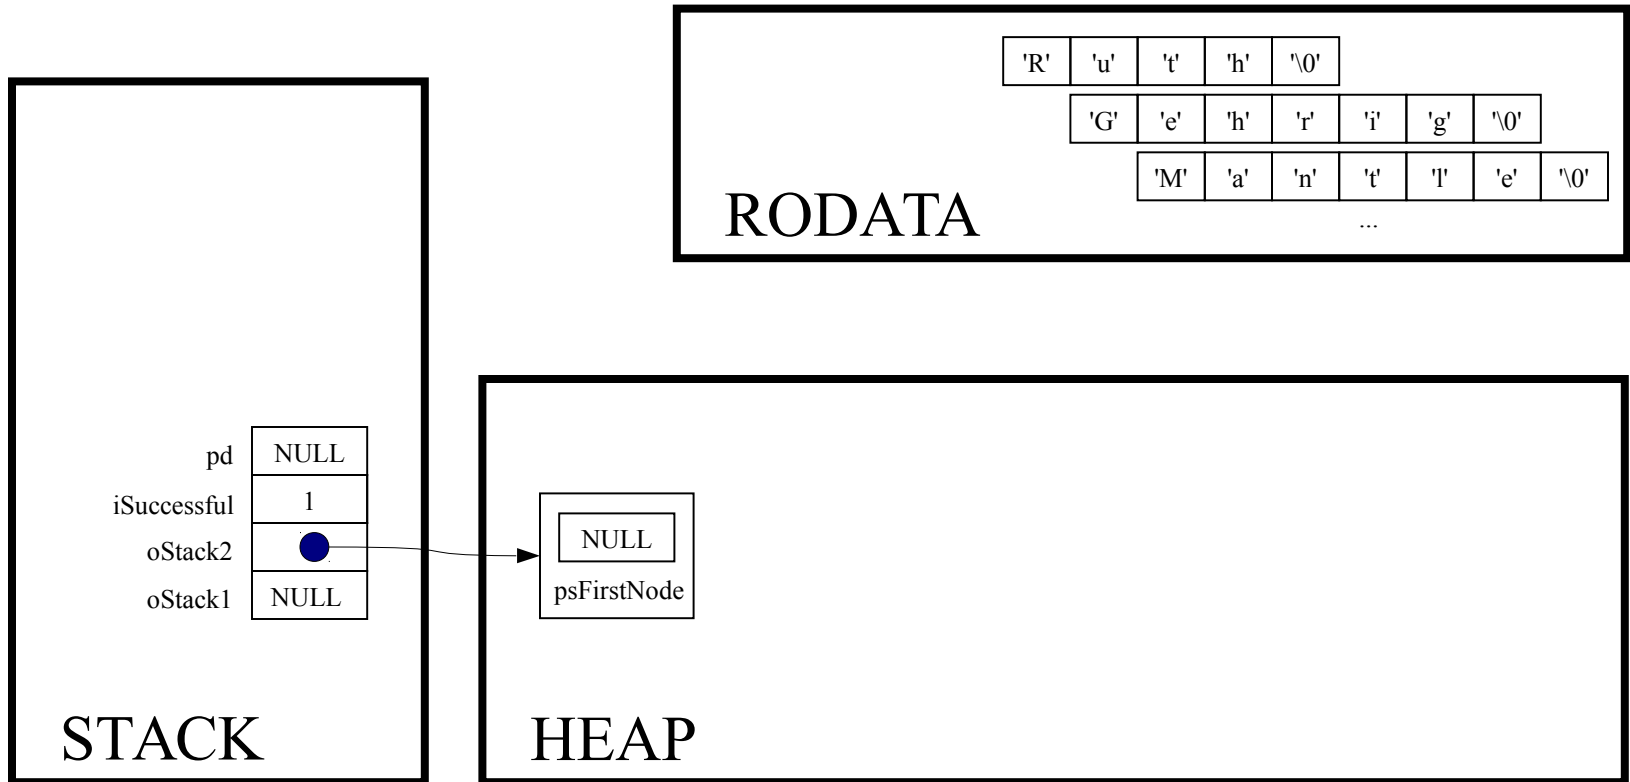 'R' 'u' 't' 'h' '\0'
'G' 'e' 'h' 'r' 'i' 'g' '\0'
'M' 'a' 'n' 't' 'l' 'e' '\0'
...
RODATA
pd NULL
iSuccessful 1
oStack2
oStack1 NULL
STACK
NULL
psFirstNode
HEAP